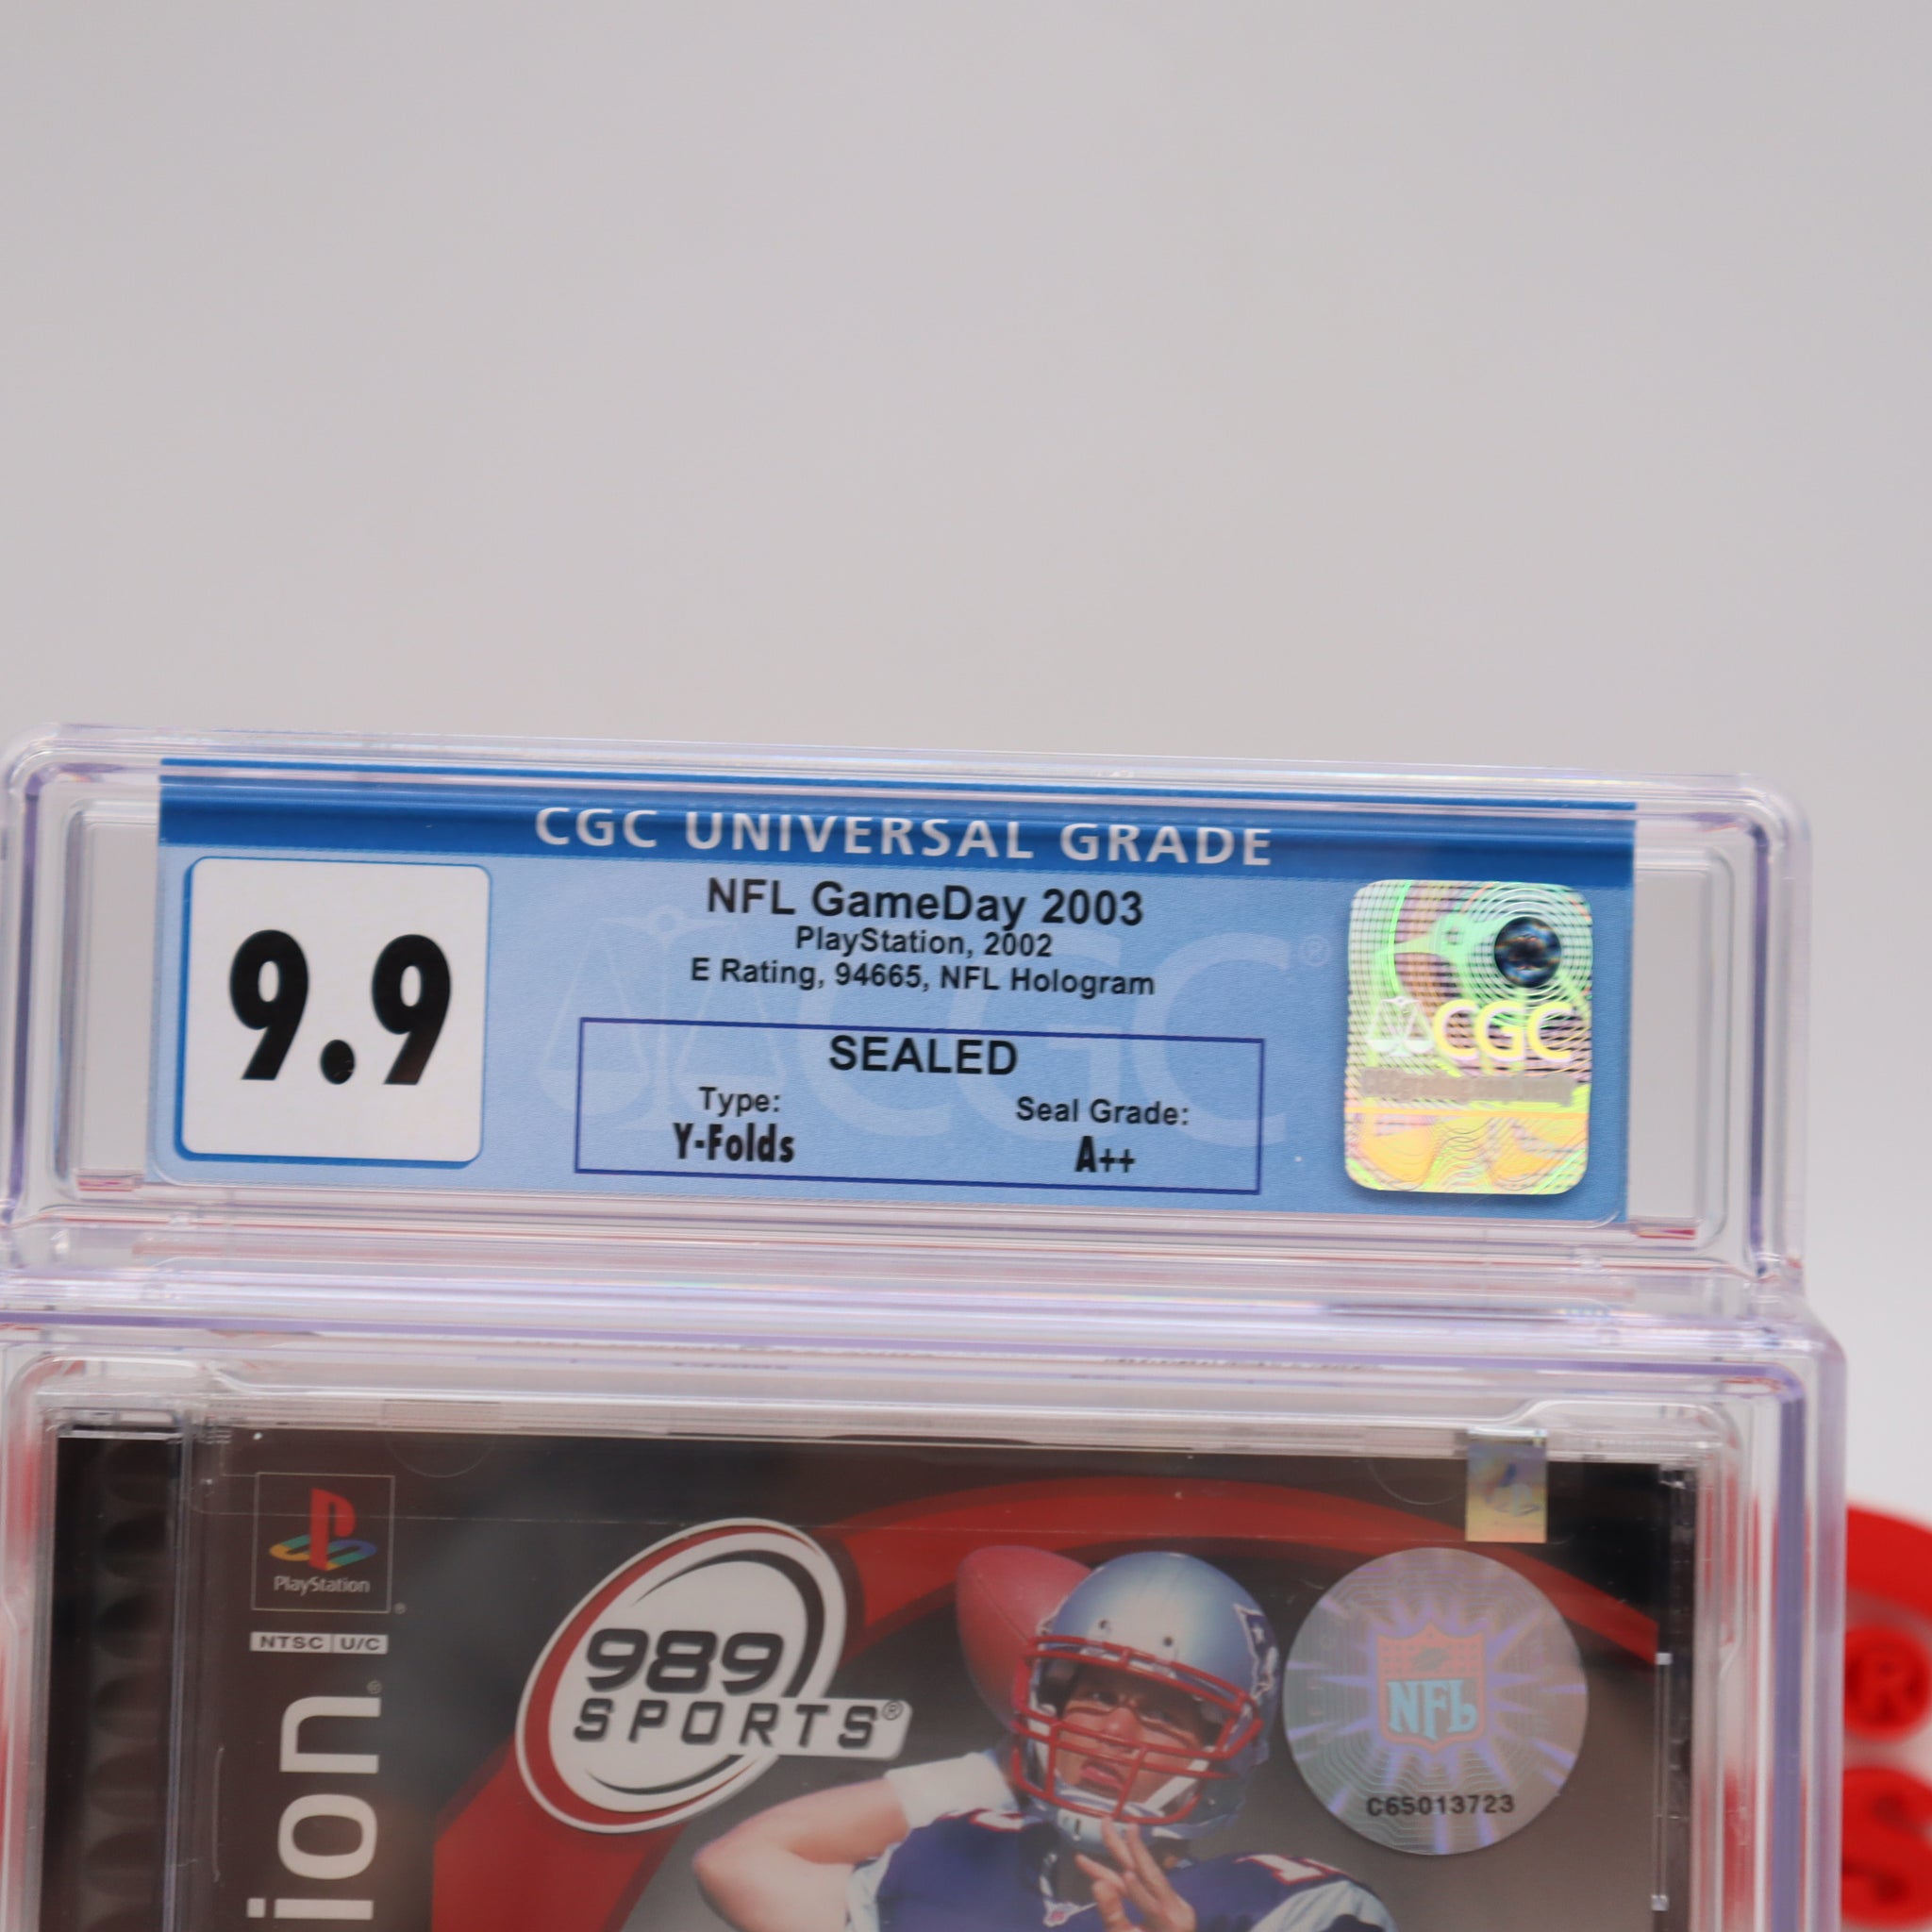 CGC UNIVERSAL GRADE
9.9
NFL GameDay 2003
PlayStation, 2002
E Rating, 94665, NFL Hologram
SEALED
Type:
Y-Folds
Seal Grade:
A++
CGC®
CGC
PlayStation
®
NTSC U/C
ion®
989
SPORTS®
NFL
C65013723
®
S